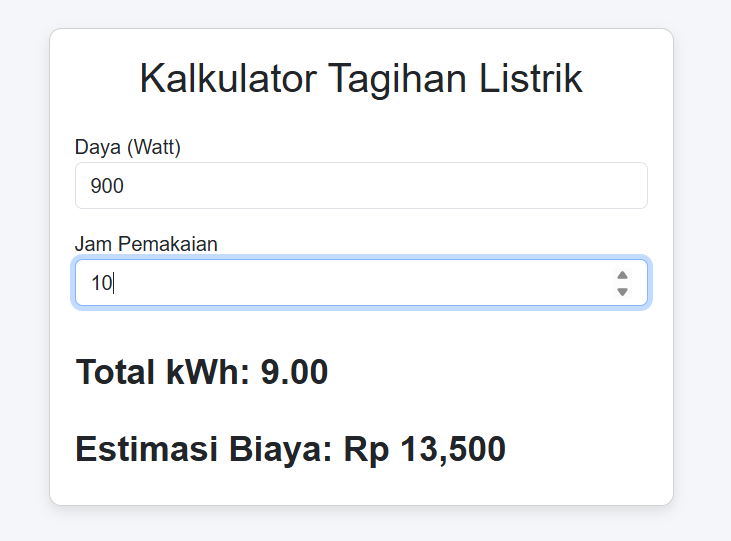 Kalkulator Tagihan Listrik
Daya (Watt)
900
Jam Pemakaian
10
Total kWh: 9.00
Estimasi Biaya: Rp 13,500